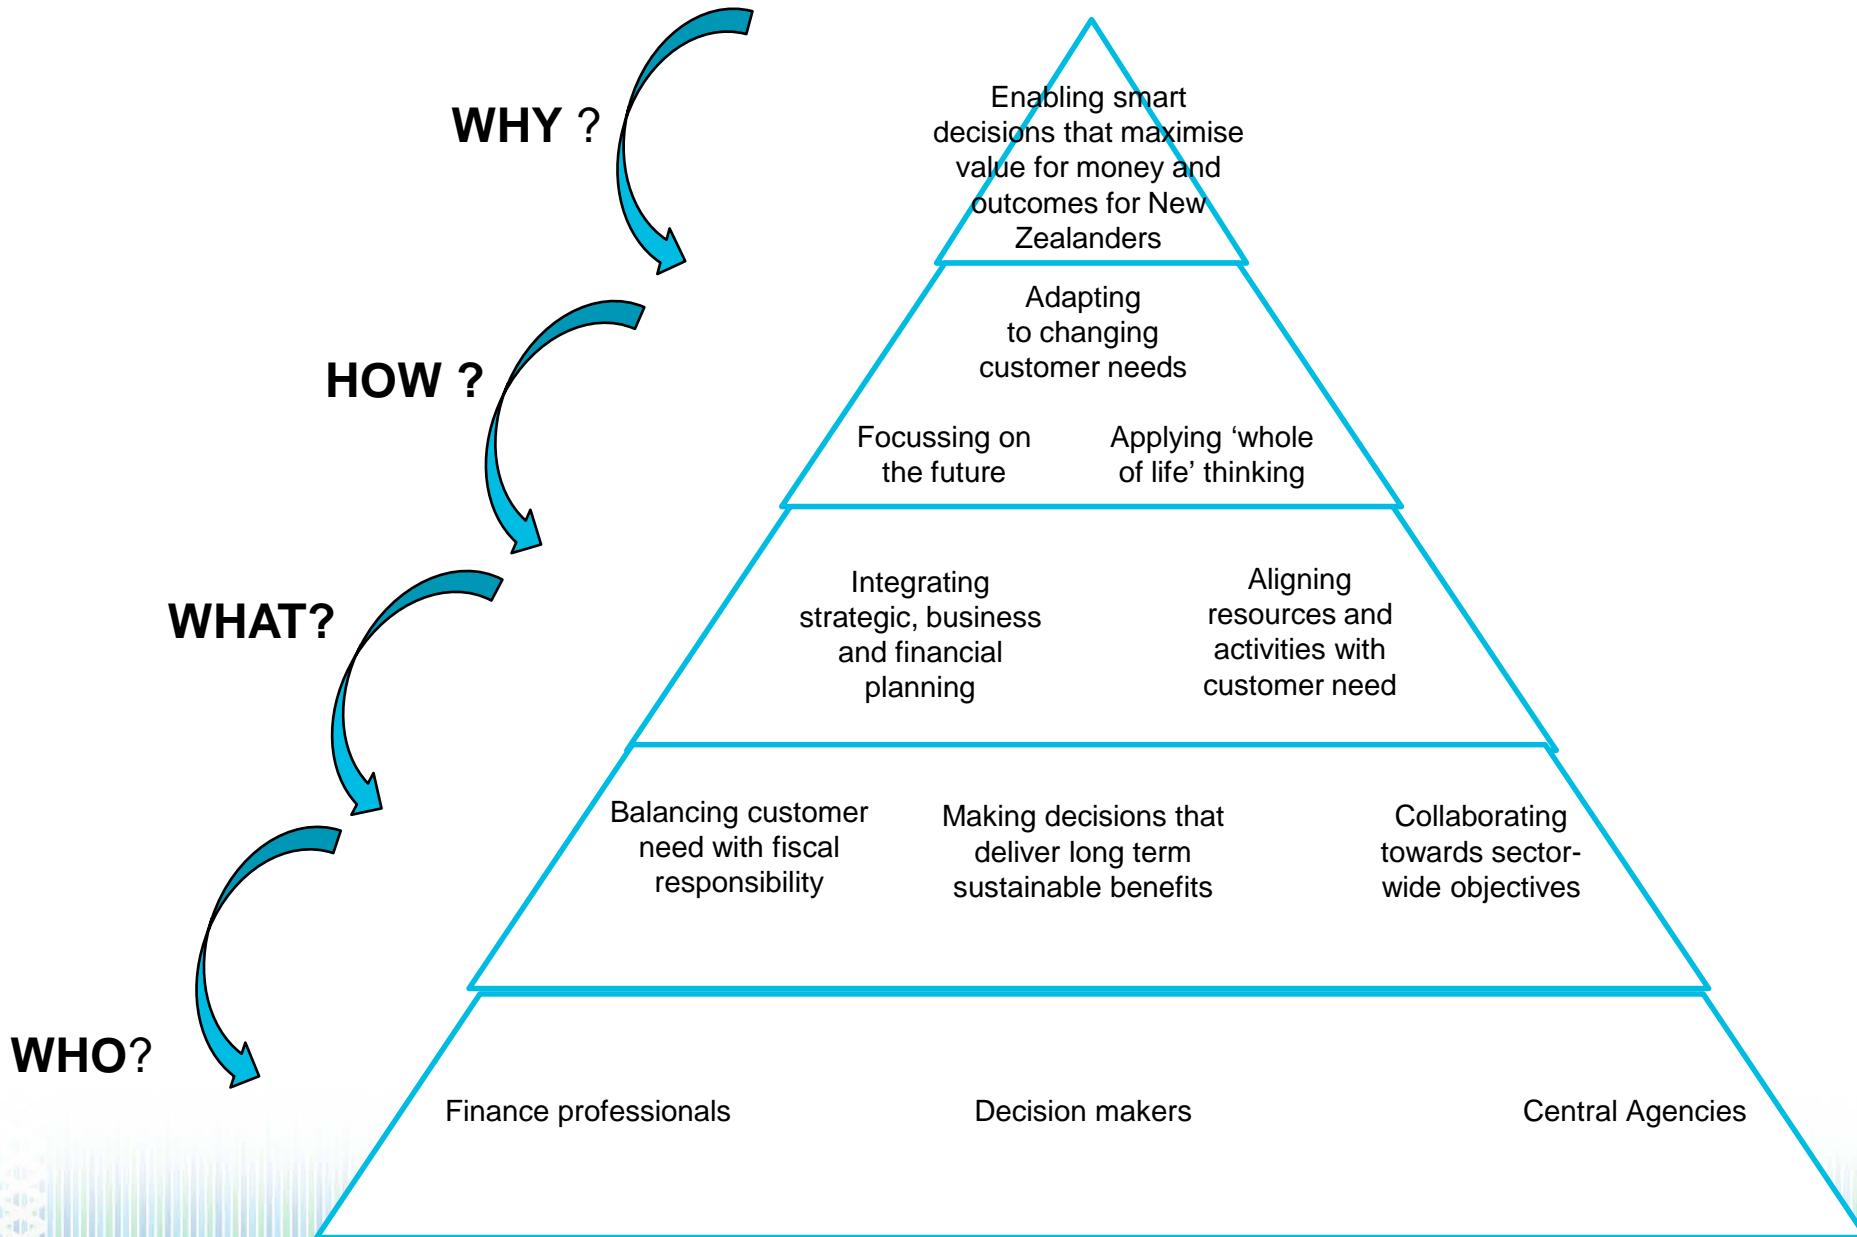 WHY ?
Enabling smart
decisions that maximise
value for money and
outcomes for New
Zealanders
HOW ?
Adapting
to changing
customer needs
Focussing on
the future
Applying ‘whole
of life’ thinking
WHAT?
Integrating
strategic, business
and financial
planning
Aligning
resources and
activities with
customer need
Balancing customer
need with fiscal
responsibility
Making decisions that
deliver long term
sustainable benefits
Collaborating
towards sector-
wide objectives
WHO?
Finance professionals
Decision makers
Central Agencies